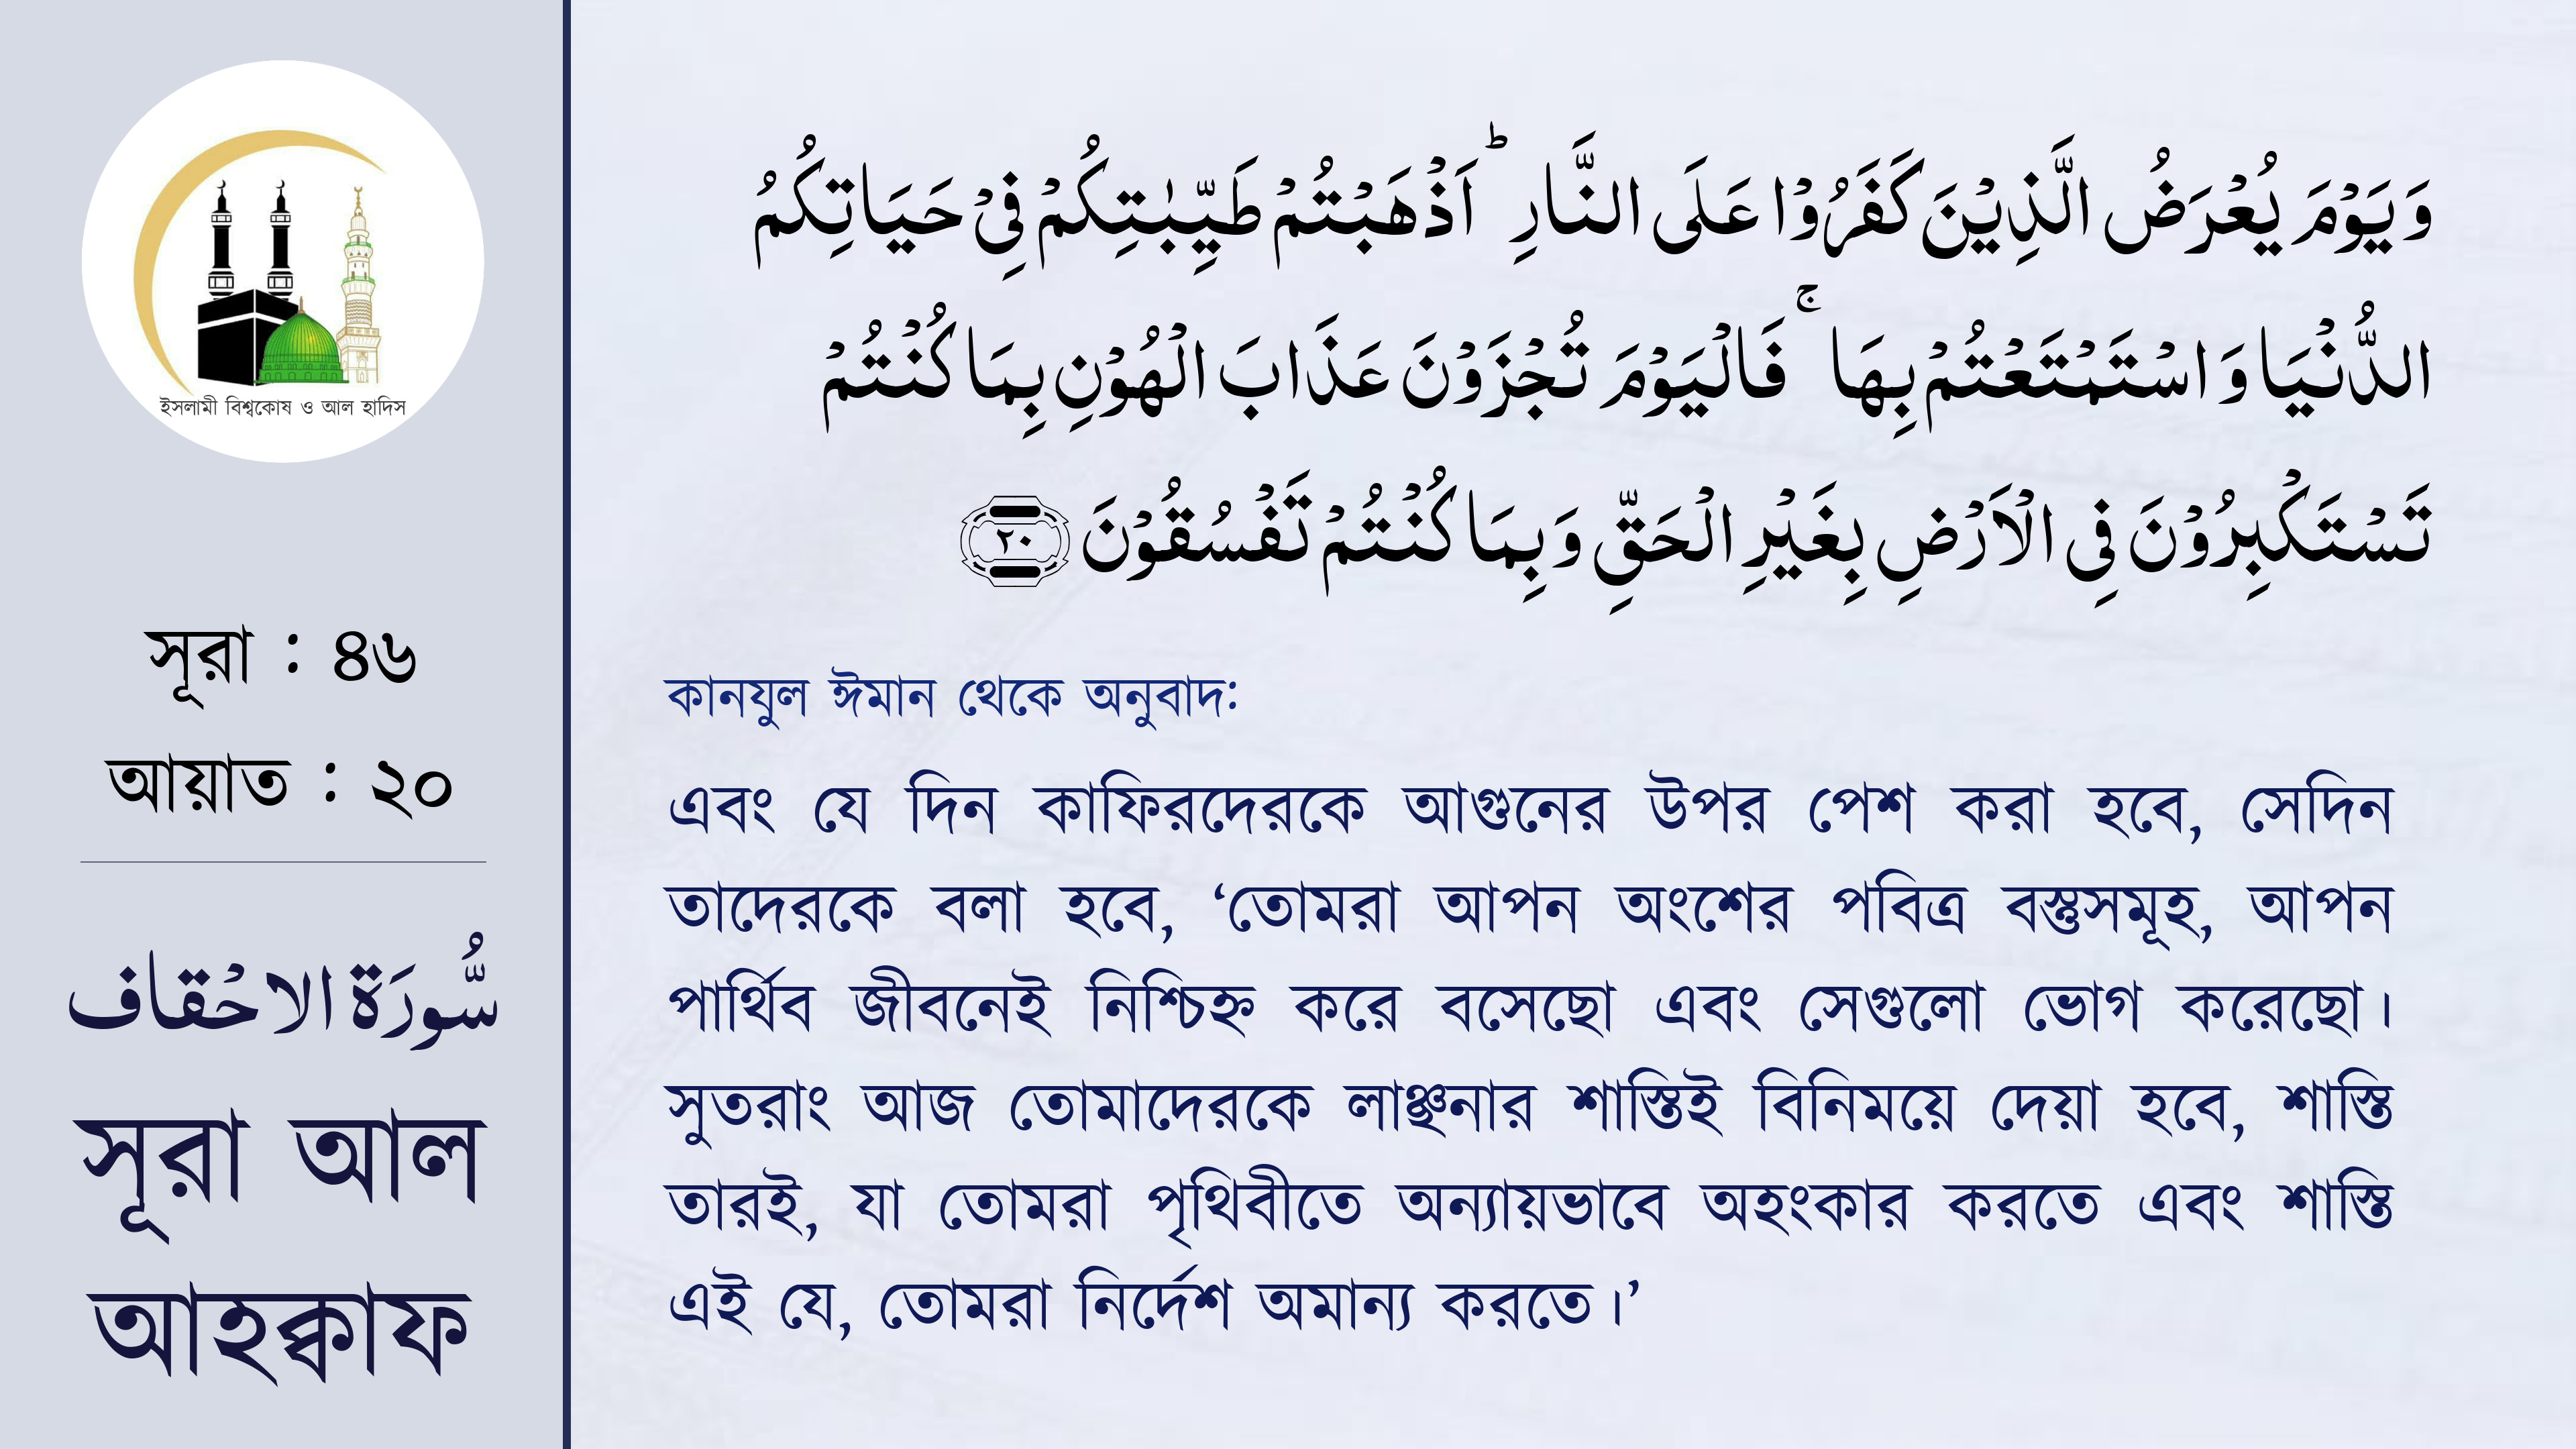 ইসলামী বিশ্বকোষ ও আল হাদিস
সূরা : ৪৬
আয়াত : ২০
سُّورَة الاحْقاف
সূরা আল
আহক্বাফ
وَ يَوْمَ يُعْرَضُ الَّذِيْنَ كَفَرُوْا عَلَى النَّارِ ؕ اَذْهَبْتُمْ طَيِّبٰتِكُمْ فِيْ حَيَاتِكُمُ
الدُّنْيَا وَ اسْتَمْتَعْتُمْ بِهَا ۚ فَالْيَوْمَ تُجْزَوْنَ عَذَابَ الْهُوْنِ بِمَا كُنْتُمْ
تَسْتَكْبِرُوْنَ فِي الْاَرْضِ بِغَيْرِ الْحَقِّ وَ بِمَا كُنْتُمْ تَفْسُقُوْنَ ۲۰
কানযুল ঈমান থেকে অনুবাদ:
এবং যে দিন কাফিরদেরকে আগুনের উপর পেশ করা হবে, সেদিন
তাদেরকে বলা হবে, ‘তোমরা আপন অংশের পবিত্র বস্তুসমূহ, আপন
পার্থিব জীবনেই নিশ্চিহ্ন করে বসেছো এবং সেগুলো ভোগ করেছো।
সুতরাং আজ তোমাদেরকে লাঞ্ছনার শাস্তিই বিনিময়ে দেয়া হবে, শাস্তি
তারই, যা তোমরা পৃথিবীতে অন্যায়ভাবে অহংকার করতে এবং শাস্তি
এই যে, তোমরা নির্দেশ অমান্য করতে।’